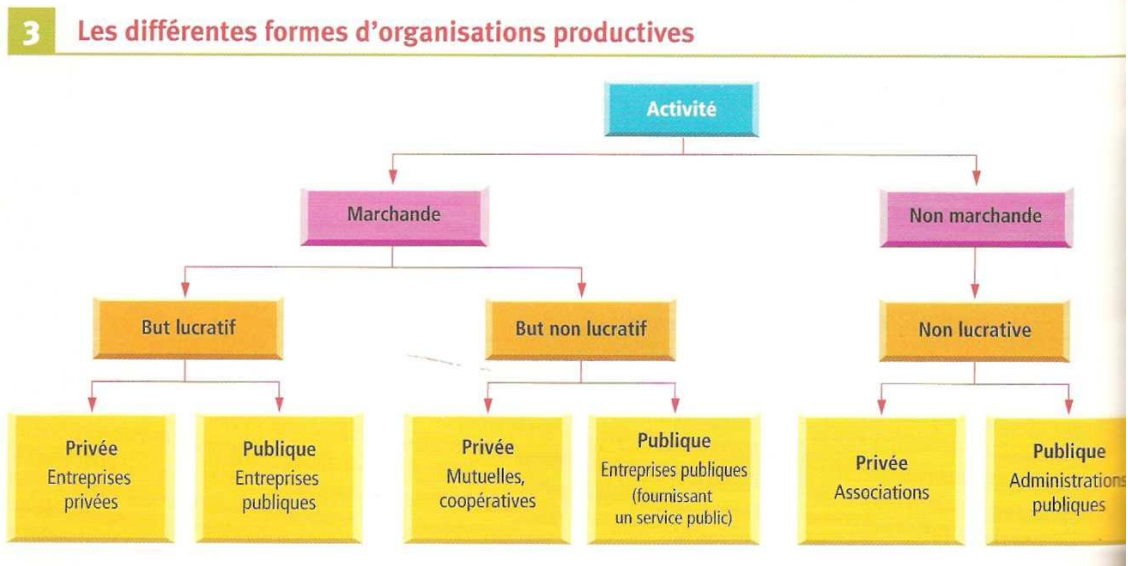 3 Les différentes formes d'organisations productives
Activité
Marchande
Non marchande
But lucratif
But non lucratif
Non lucrative
Privée
Entreprises
privées
Publique
Entreprises
publiques
Privée
Mutuelles,
coopératives
Publique
Entreprises publiques
(fournissant
un service public)
Privée
Associations
Publique
Administrations
publiques